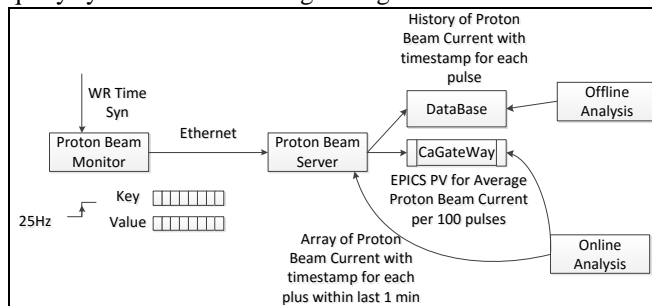 History of Proton
Beam Current with
timestamp for each
pulse
WR Time
Syn
Ethernet
DataBase
Offline
Analysis
Proton Beam
Monitor
Proton Beam
Server
CaGateWay
Key
Value
25Hz
EPICS PV for Average
Proton Beam Current
per 100 pulses
Array of Proton
Beam Current with
timestamp for each
plus within last 1 min
Online
Analysis